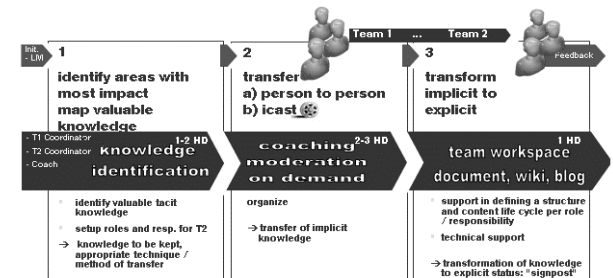 Team 1 ... Team 2
Init.
- LM
1
identify areas with
most impact
map valuable
knowledge
2
transfer
a) person to person
b) icast
3
transform
implicit to
explicit
Feedback
- T1 Coordinator
- T2 Coordinator
- Coach
1-2 HD
knowledge
identification
2-3 HD
coaching
moderation
on demand
1 HD
team workspace
document, wiki, blog
identify valuable tacit
knowledge
setup roles and resp. for T2
→ knowledge to be kept,
appropriate technique /
method of transfer
organize
→ transfer of implicit
knowledge
support in defining a structure
and content life cycle per role
/ responsibility
technical support
→ transformation of knowledge
to explicit status: "signpost"